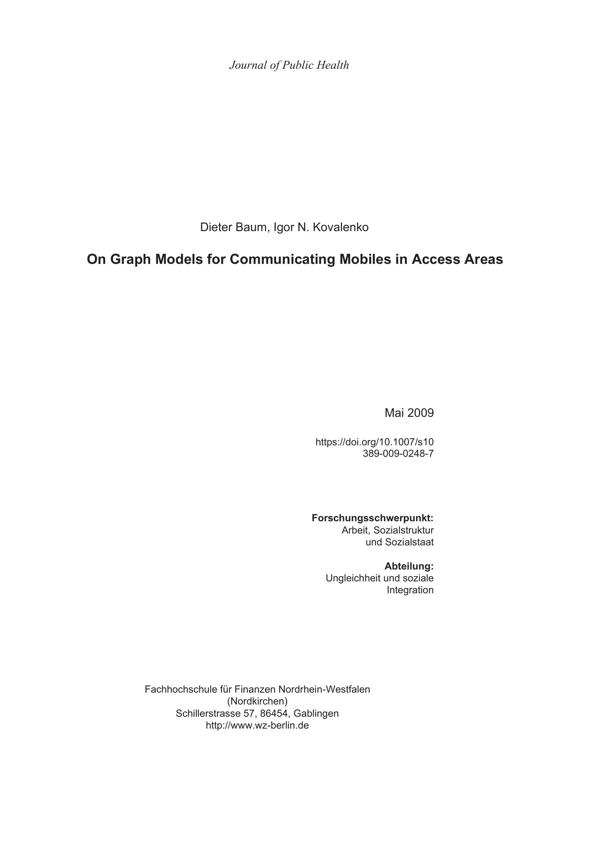 Journal of Public Health
Dieter Baum, Igor N. Kovalenko
On Graph Models for Communicating Mobiles in Access Areas
Mai 2009
https://doi.org/10.1007/s10
389-009-0248-7
Forschungsschwerpunkt:
Arbeit, Sozialstruktur
und Sozialstaat
Abteilung:
Ungleichheit und soziale
Integration
Fachhochschule für Finanzen Nordrhein-Westfalen
(Nordkirchen)
Schillerstrasse 57, 86454, Gablingen
http://www.wz-berlin.de